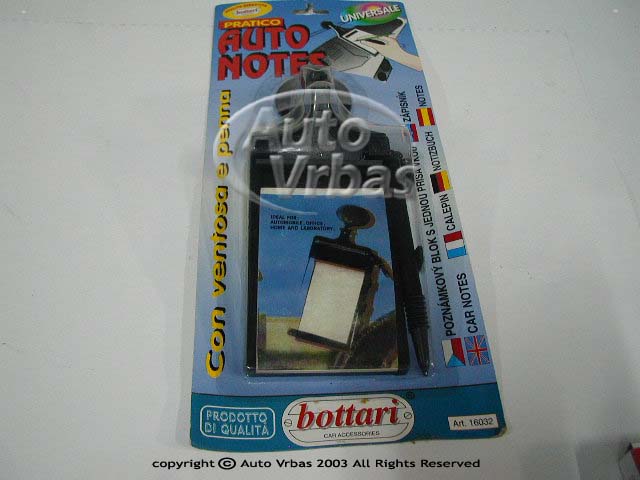 bottari
PRATICO
AUTO
NOTES
UNIVERSALE
Con ventosa e penna
Auto
Vrbas
IDEAL FOR:
AUTOMOBILE, OFFICE,
HOME AND LABORATORY.
POZNÁMKOVÝ BLOK S JEDNOU PŘÍSAVKOU
ZÁPISNÍK
CALEPIN
NOTIZBUCH
NOTES
CAR NOTES
PRODOTTO
DI QUALITÀ
bottari
CAR ACCESSORIES
Art. 16032
copyright © Auto Vrbas 2003 All Rights Reserved